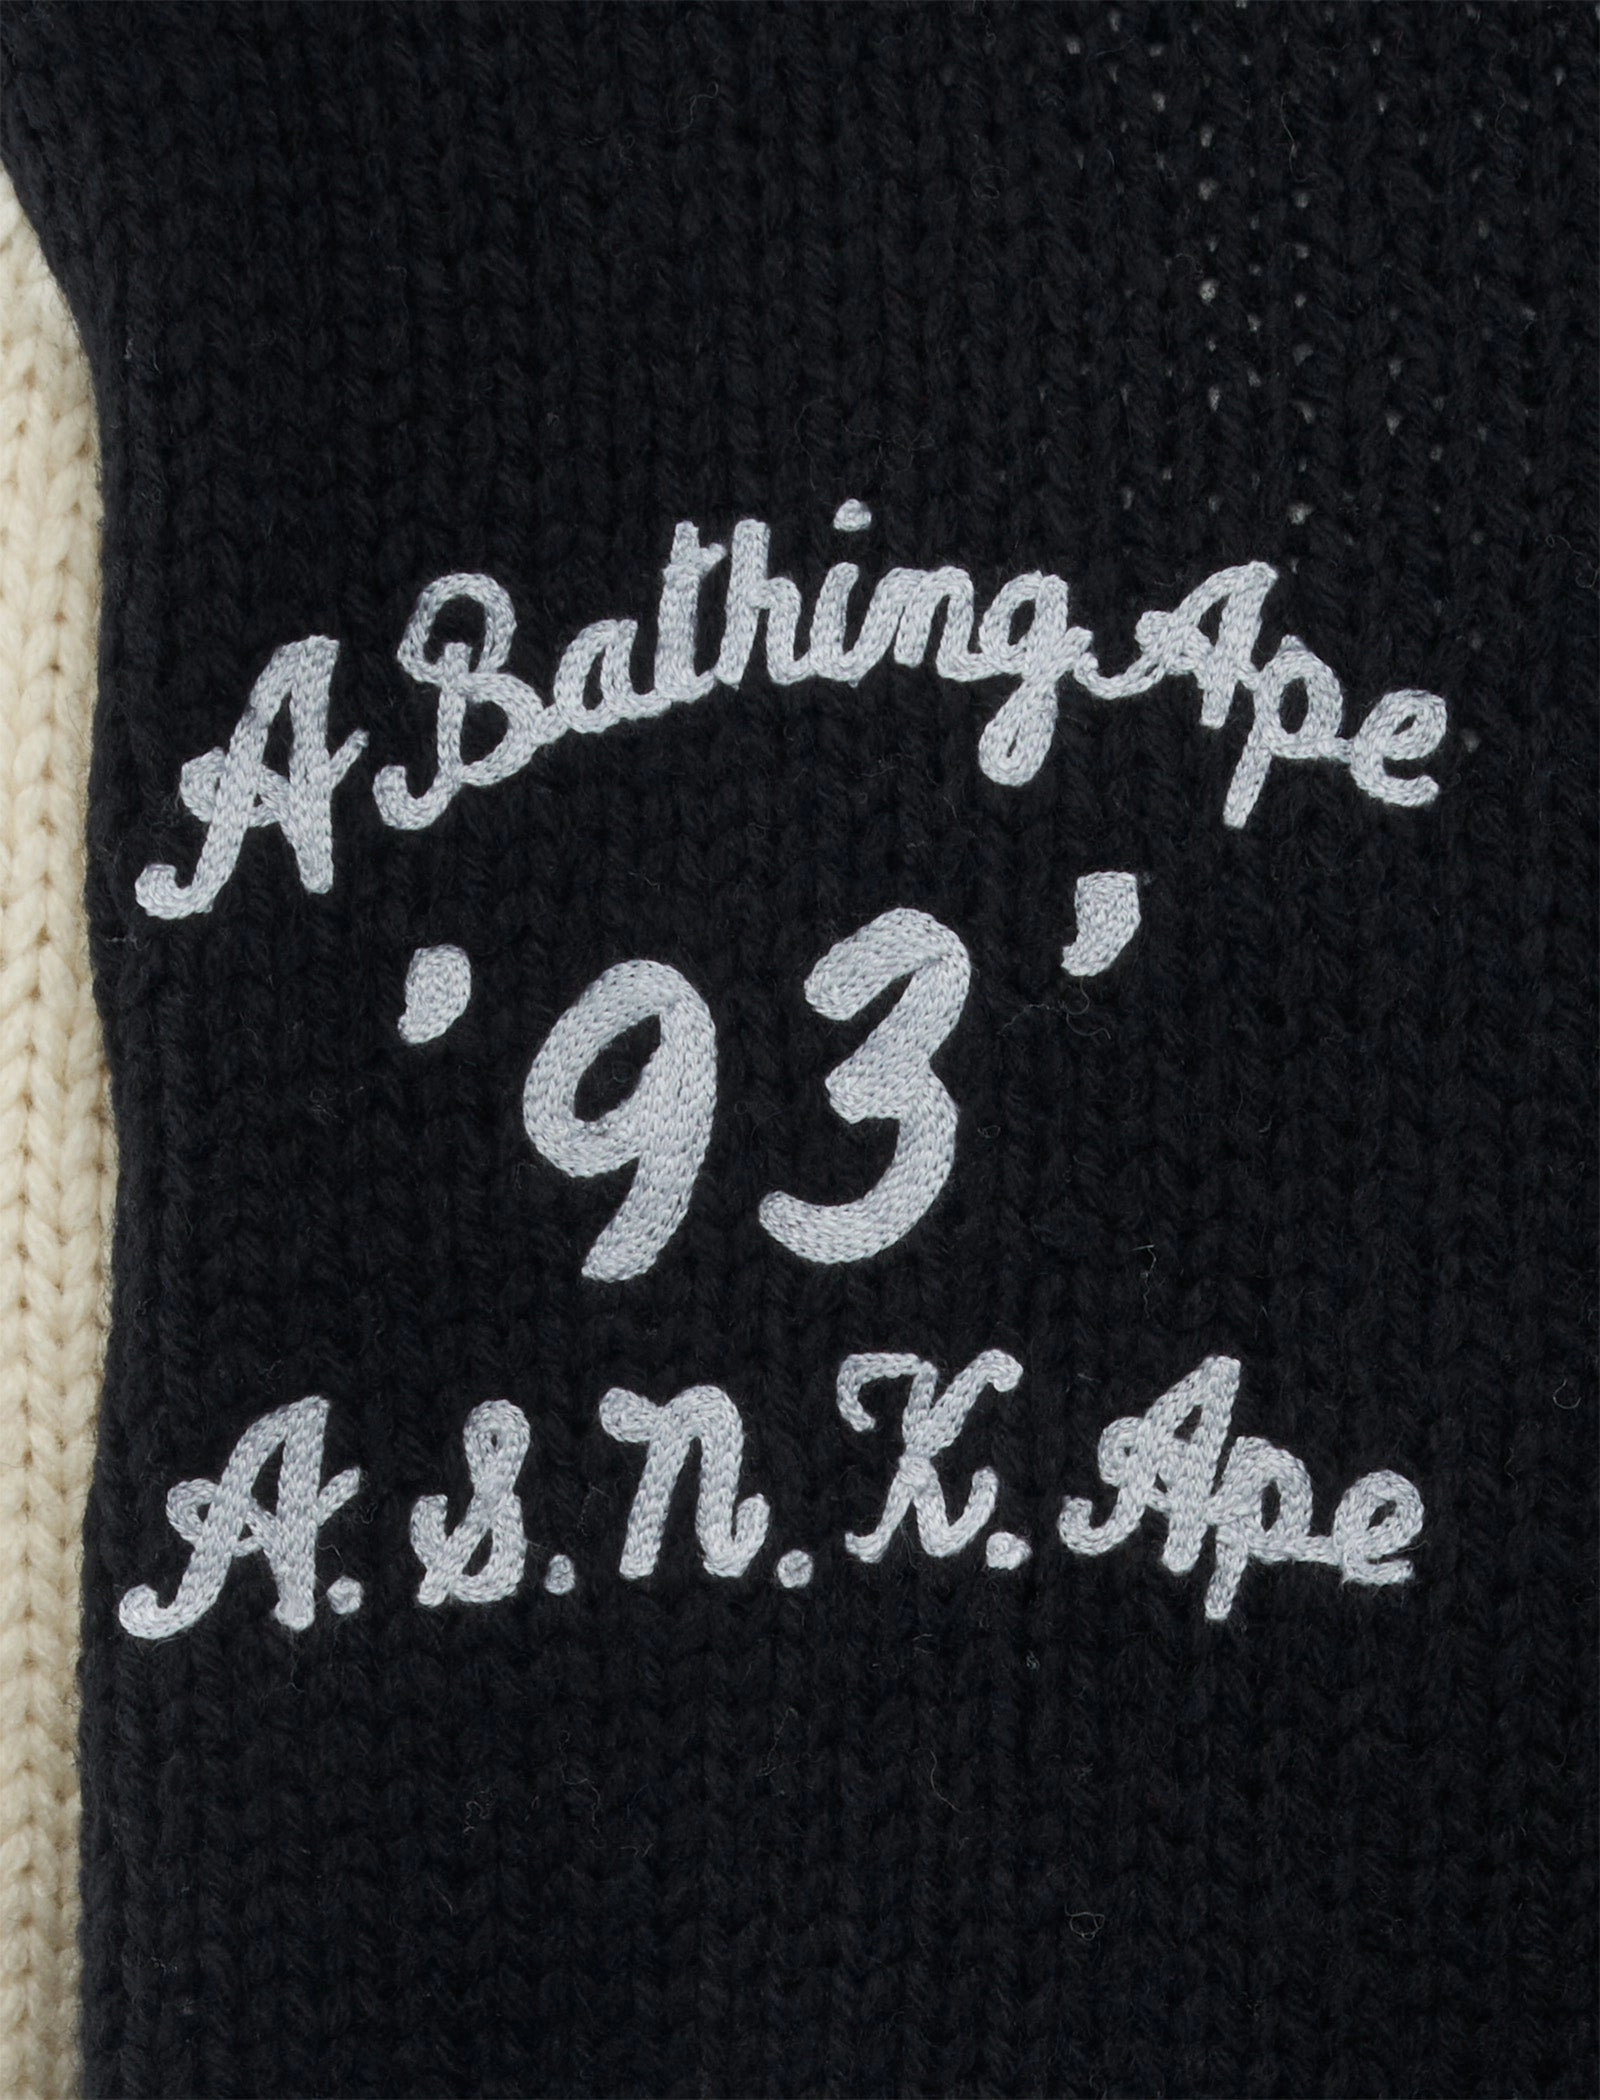 A Bathing Ape
'93'
A.S.N.K.Ape